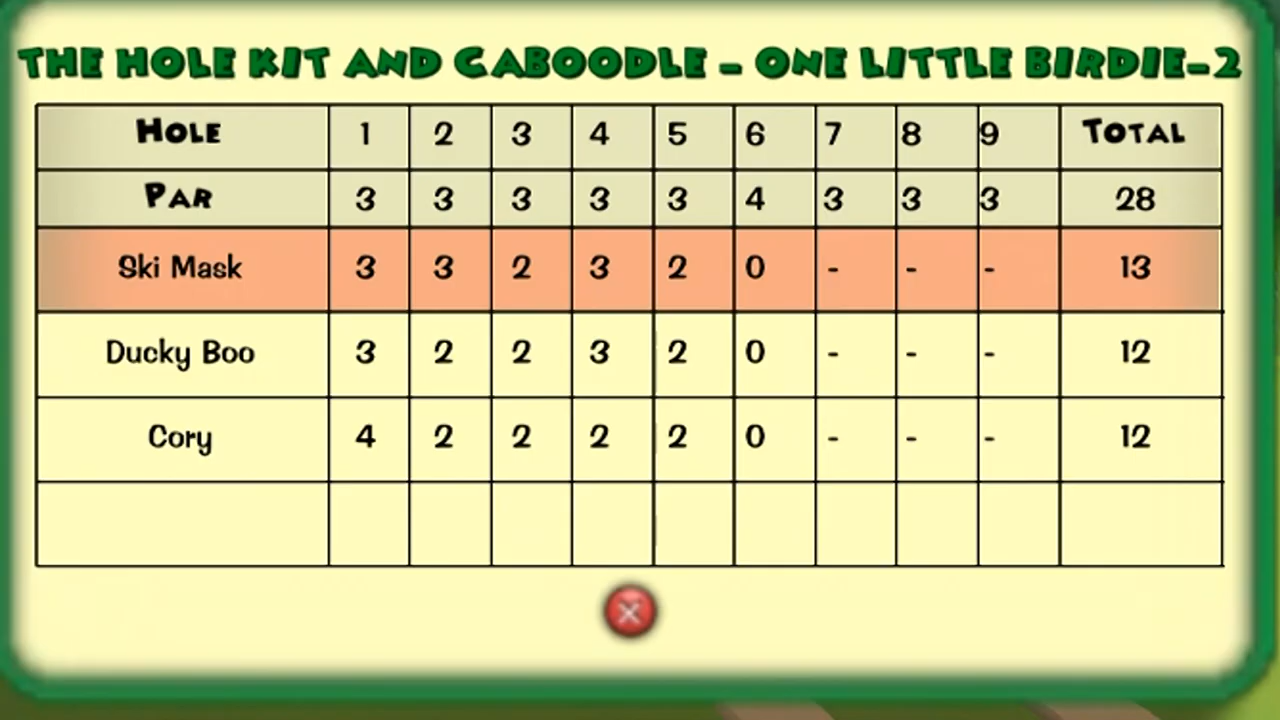 THE HOLE KIT AND CABOODLE - ONE LITTLE BIRDIE-2
HOLE 1 2 3 4 5 6 7 8 9 TOTAL
PAR 3 3 3 3 3 4 3 3 3 28
Ski Mask 3 3 2 3 2 0 - - - 13
Ducky Boo 3 2 2 3 2 0 - - - 12
Cory 4 2 2 2 2 0 - - - 12